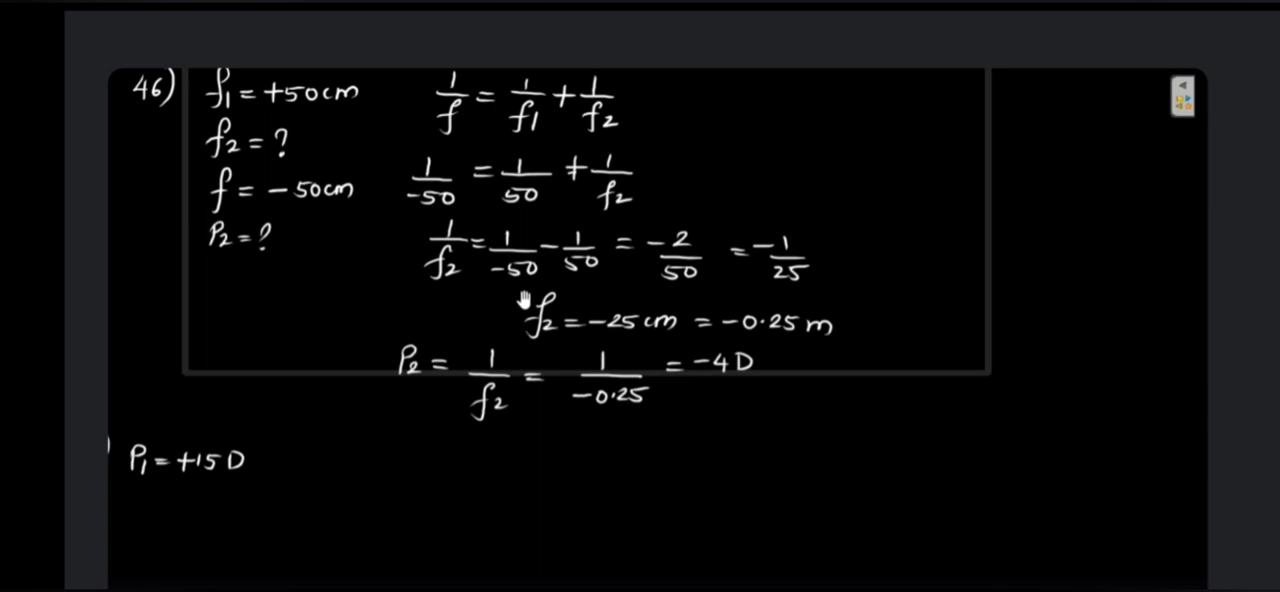 46) f₁ = +50cm
f₂ = ?
f = - 50cm
P₂ = ?
1/f = 1/f₁ + 1/f₂
1/-50 = 1/50 + 1/f₂
1/f₂ = 1/-50 - 1/50 = -2/50 = -1/25
f₂ = -25 cm = -0.25 m
P₂ = 1/f₂ = 1/-0.25 = -4 D
) P₁ = +15 D